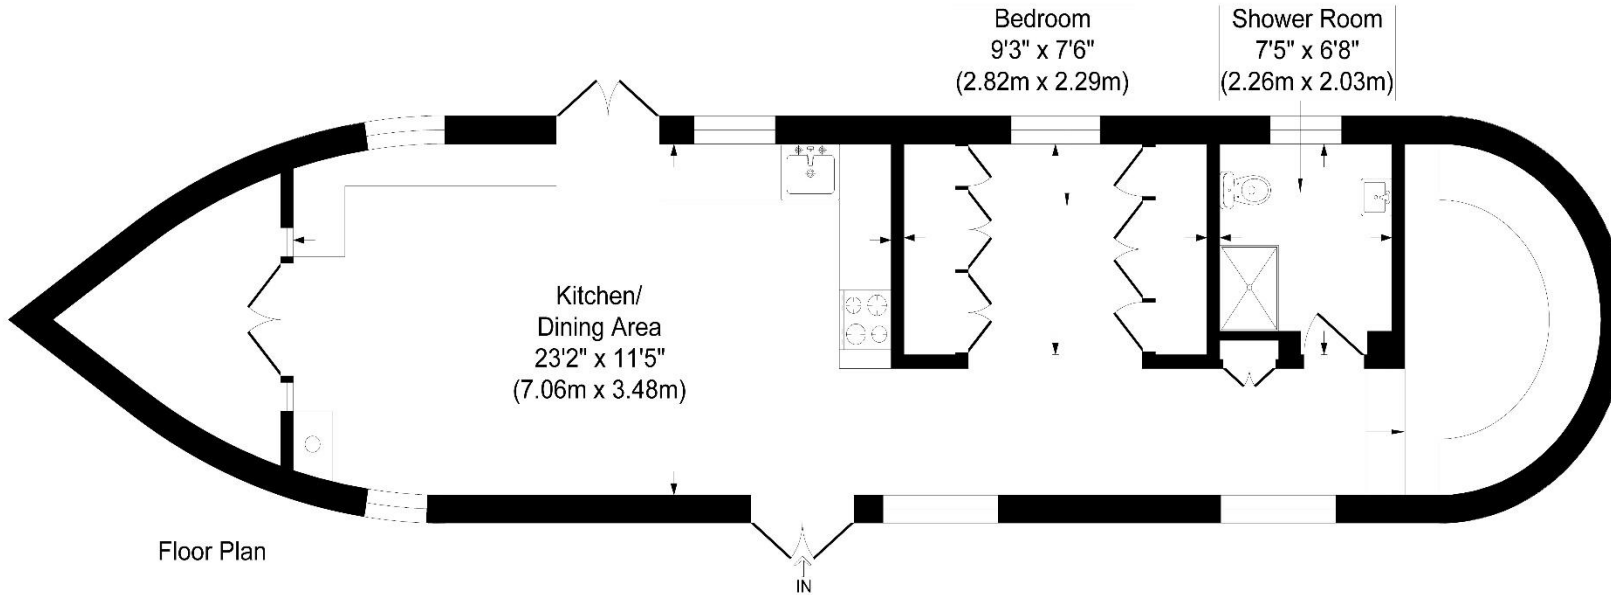 Bedroom
9'3" x 7'6"
(2.82m x 2.29m)
Shower Room
7'5" x 6'8"
(2.26m x 2.03m)
Kitchen/
Dining Area
23'2" x 11'5"
(7.06m x 3.48m)
Floor Plan
IN